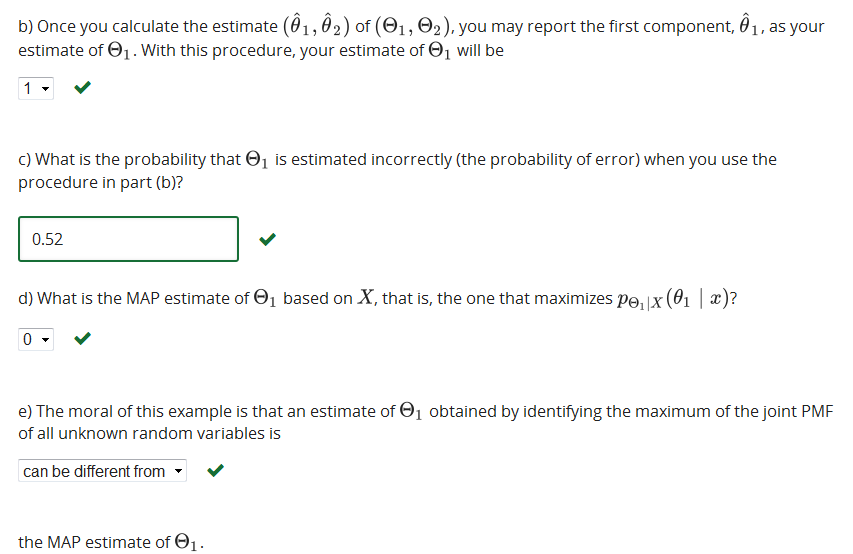 b) Once you calculate the estimate (θ̂₁, θ̂₂) of (Θ₁, Θ₂), you may report the first component, θ̂₁, as your
estimate of Θ₁. With this procedure, your estimate of Θ₁ will be
1
c) What is the probability that Θ₁ is estimated incorrectly (the probability of error) when you use the
procedure in part (b)?
0.52
d) What is the MAP estimate of Θ₁ based on X, that is, the one that maximizes p_{Θ₁|X}(θ₁ | x)?
0
e) The moral of this example is that an estimate of Θ₁ obtained by identifying the maximum of the joint PMF
of all unknown random variables is
can be different from
the MAP estimate of Θ₁.